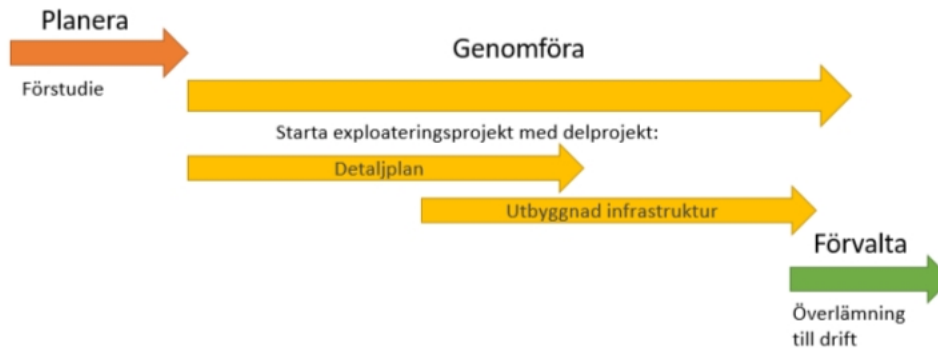 Planera
Förstudie
Genomföra
Starta exploateringsprojekt med delprojekt:
Detaljplan
Utbyggnad infrastruktur
Förvalta
Överlämning
till drift